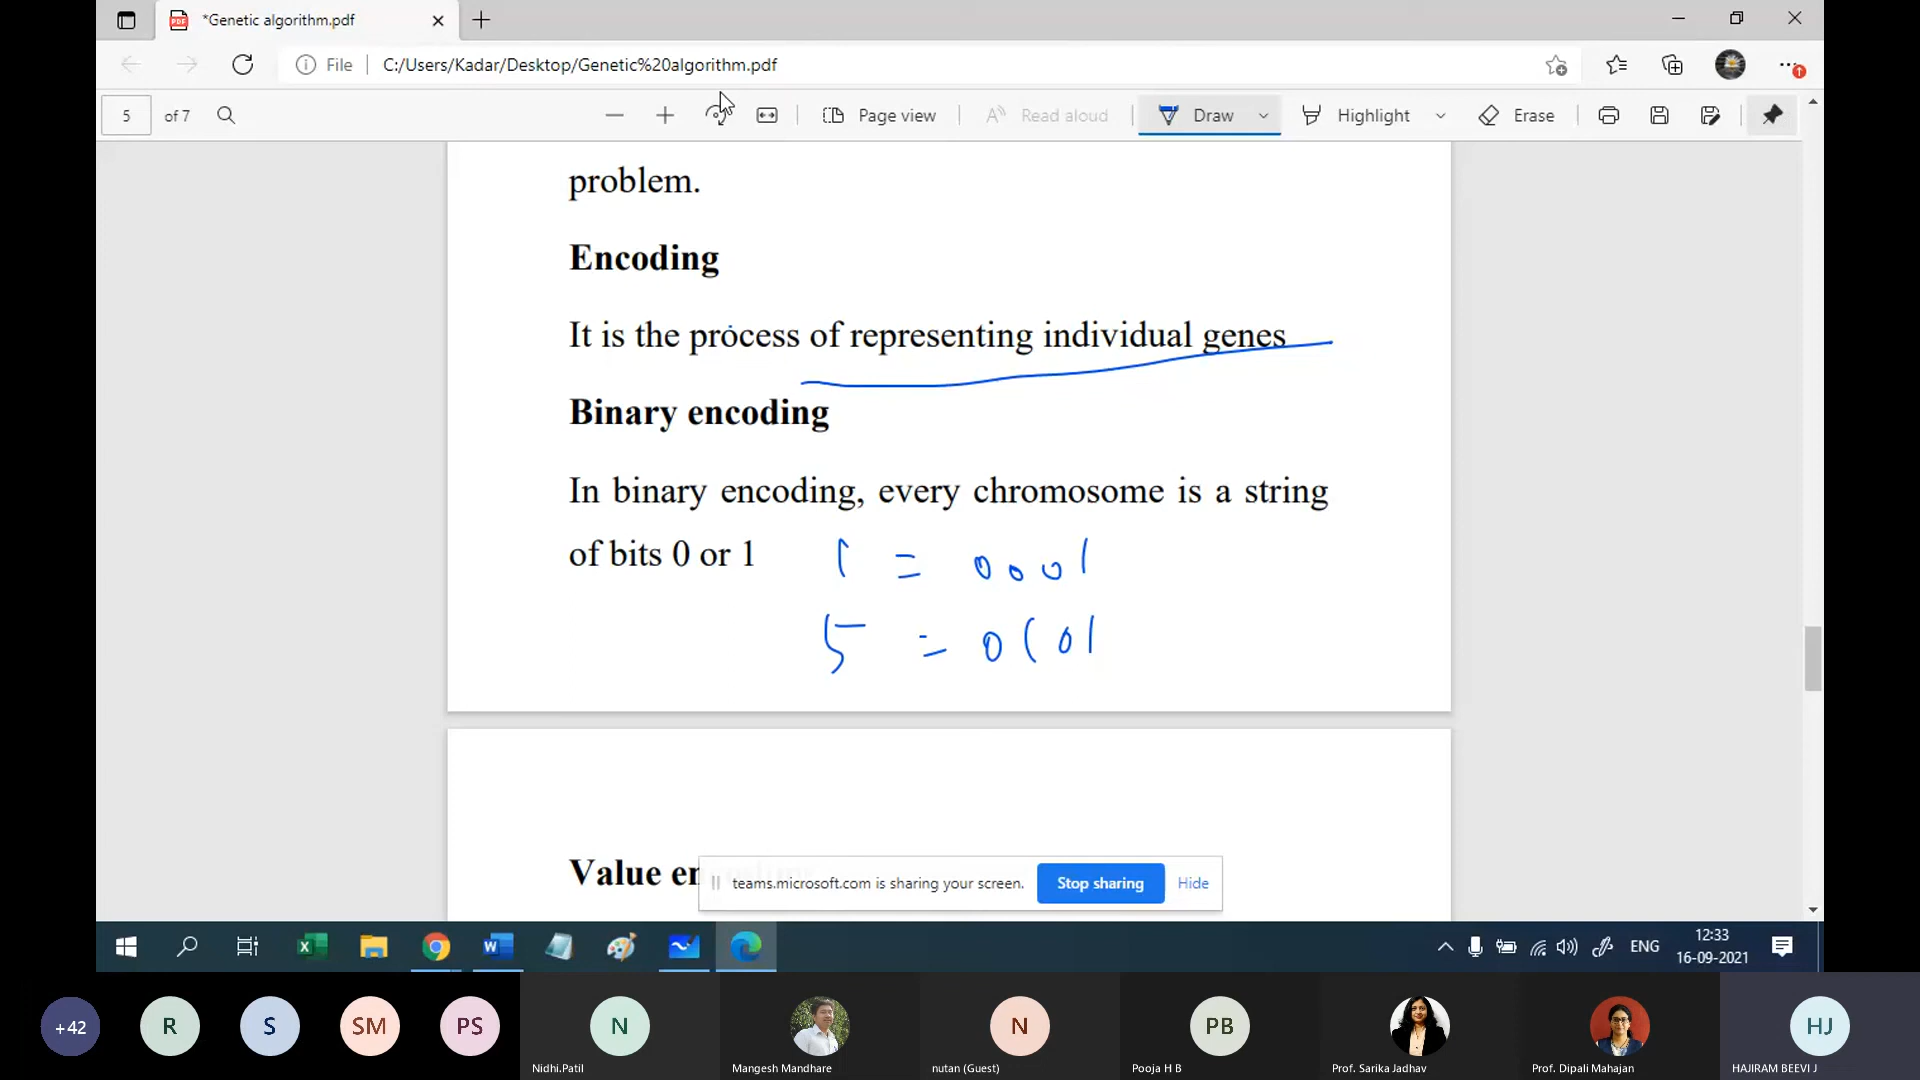 *Genetic algorithm.pdf
File
C:/Users/Kadar/Desktop/Genetic%20algorithm.pdf
5 of 7
Page view
Read aloud
Draw
Highlight
Erase
problem.
Encoding
It is the process of representing individual genes
Binary encoding
In binary encoding, every chromosome is a string
of bits 0 or 1
1 = 0001
5 = 0101
Value en
teams.microsoft.com is sharing your screen.
Stop sharing
Hide
ENG
12:33
16-09-2021
+42
R
S
SM
PS
N
N
PB
HJ
Nidhi.Patil
Mangesh Mandhare
nutan (Guest)
Pooja H B
Prof. Sarika Jadhav
Prof. Dipali Mahajan
HAJIRAM BEEVI J